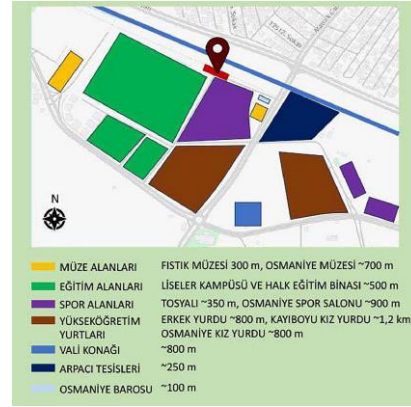 19512. Sokak
N
MÜZE ALANLARI FISTIK MÜZESİ 300 m, OSMANİYE MÜZESİ ~700 m
EĞİTİM ALANLARI LİSELER KAMPÜSÜ VE HALK EĞİTİM BİNASI ~500 m
SPOR ALANLARI TOSYALI ~350 m, OSMANİYE SPOR SALONU ~900 m
YÜKSEKÖĞRETİM YURTLARI ERKEK YURDU ~800 m, KAYIBOYU KIZ YURDU ~1,2 km
OSMANİYE KIZ YURDU ~800 m
VALİ KONAĞI ~800 m
ARPACI TESİSLERİ ~250 m
OSMANİYE BAROSU ~100 m